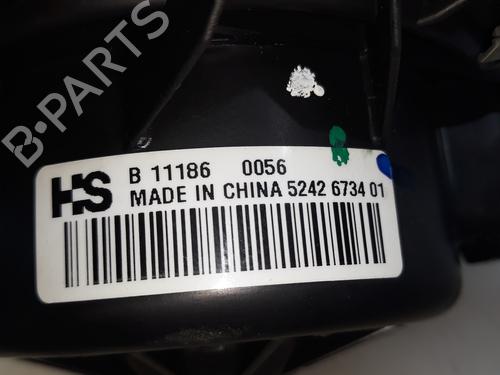 B-PARTS
HS B 11186 0056
MADE IN CHINA 5242 6734 01